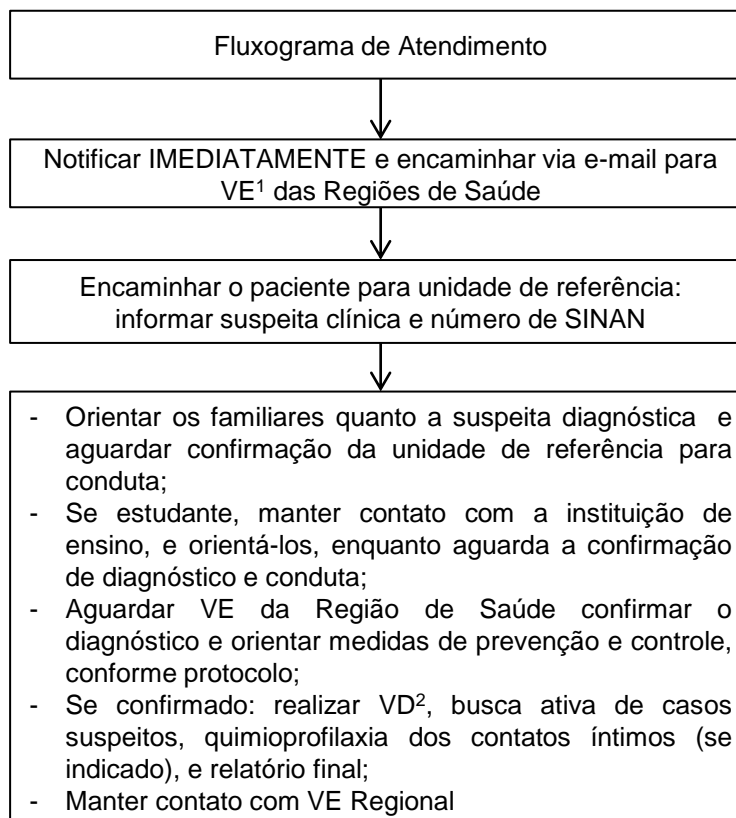 Fluxograma de Atendimento
Notificar IMEDIATAMENTE e encaminhar via e-mail para
VE¹ das Regiões de Saúde
Encaminhar o paciente para unidade de referência:
informar suspeita clínica e número de SINAN
- Orientar os familiares quanto a suspeita diagnóstica e
aguardar confirmação da unidade de referência para
conduta;
- Se estudante, manter contato com a instituição de
ensino, e orientá-los, enquanto aguarda a confirmação
de diagnóstico e conduta;
- Aguardar VE da Região de Saúde confirmar o
diagnóstico e orientar medidas de prevenção e controle,
conforme protocolo;
- Se confirmado: realizar VD², busca ativa de casos
suspeitos, quimioprofilaxia dos contatos íntimos (se
indicado), e relatório final;
- Manter contato com VE Regional